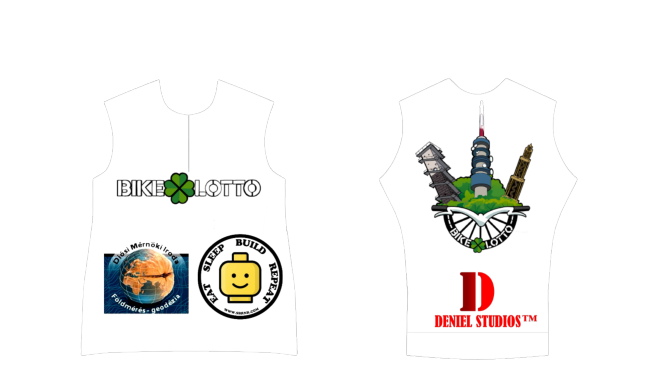 BIKE LOTTO
Diósi Mérnöki Iroda
Földmérés- geodézia
EAT SLEEP BUILD REPEAT
BIKE LOTTO
D
DENIEL STUDIOS™